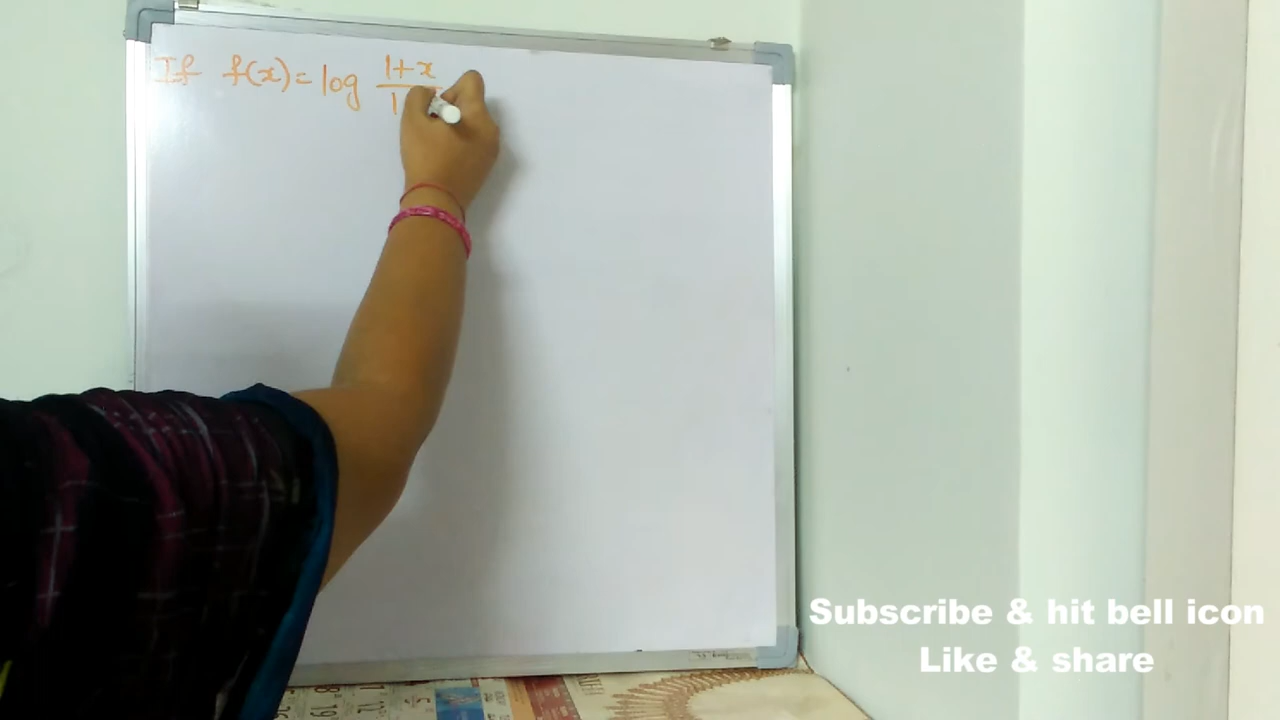 If f(x) = log (1+x)/1
Subscribe & hit bell icon
Like & share